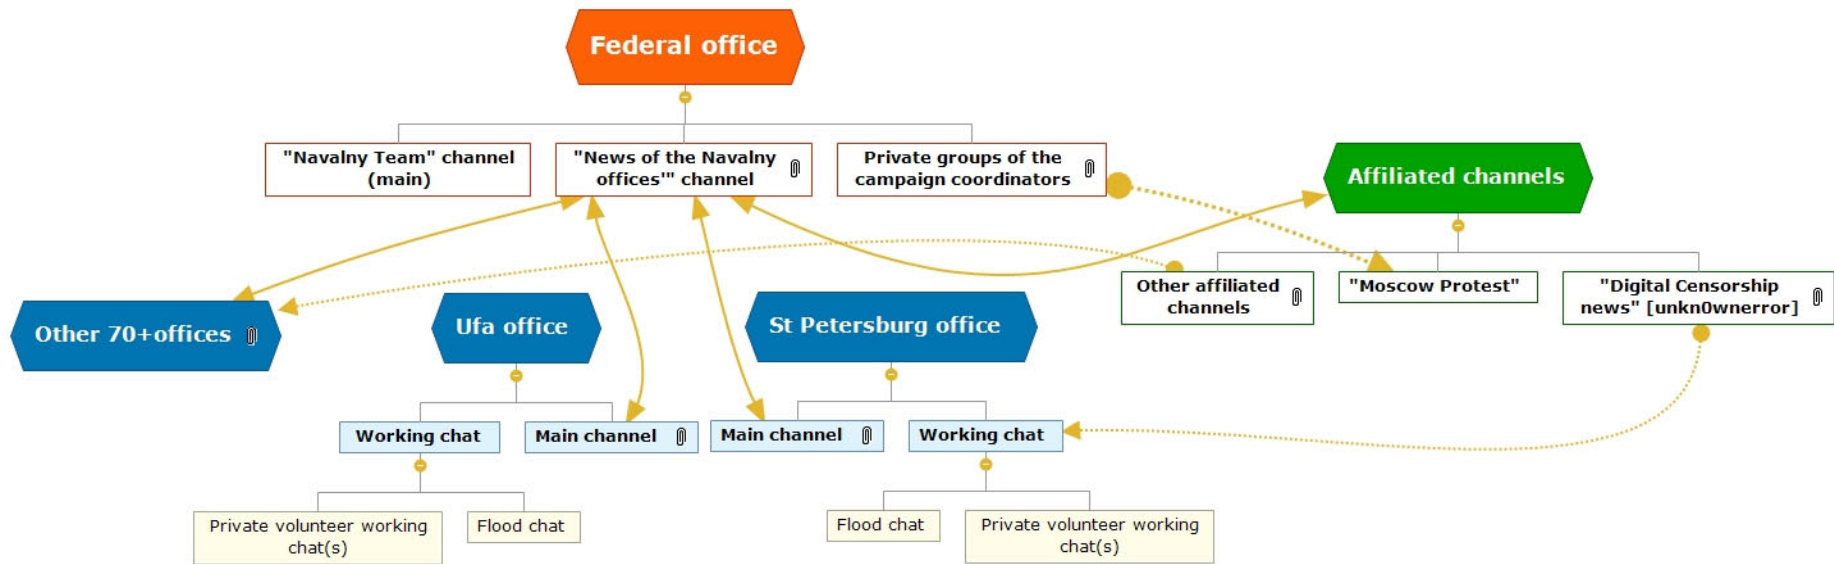 Federal office
"Navalny Team" channel
(main)
"News of the Navalny
offices'" channel
Private groups of the
campaign coordinators
Affiliated channels
Other affiliated
channels
"Moscow Protest"
"Digital Censorship
news" [unkn0wnerror]
Other 70+offices
Ufa office
St Petersburg office
Working chat
Main channel
Main channel
Working chat
Private volunteer working
chat(s)
Flood chat
Flood chat
Private volunteer working
chat(s)